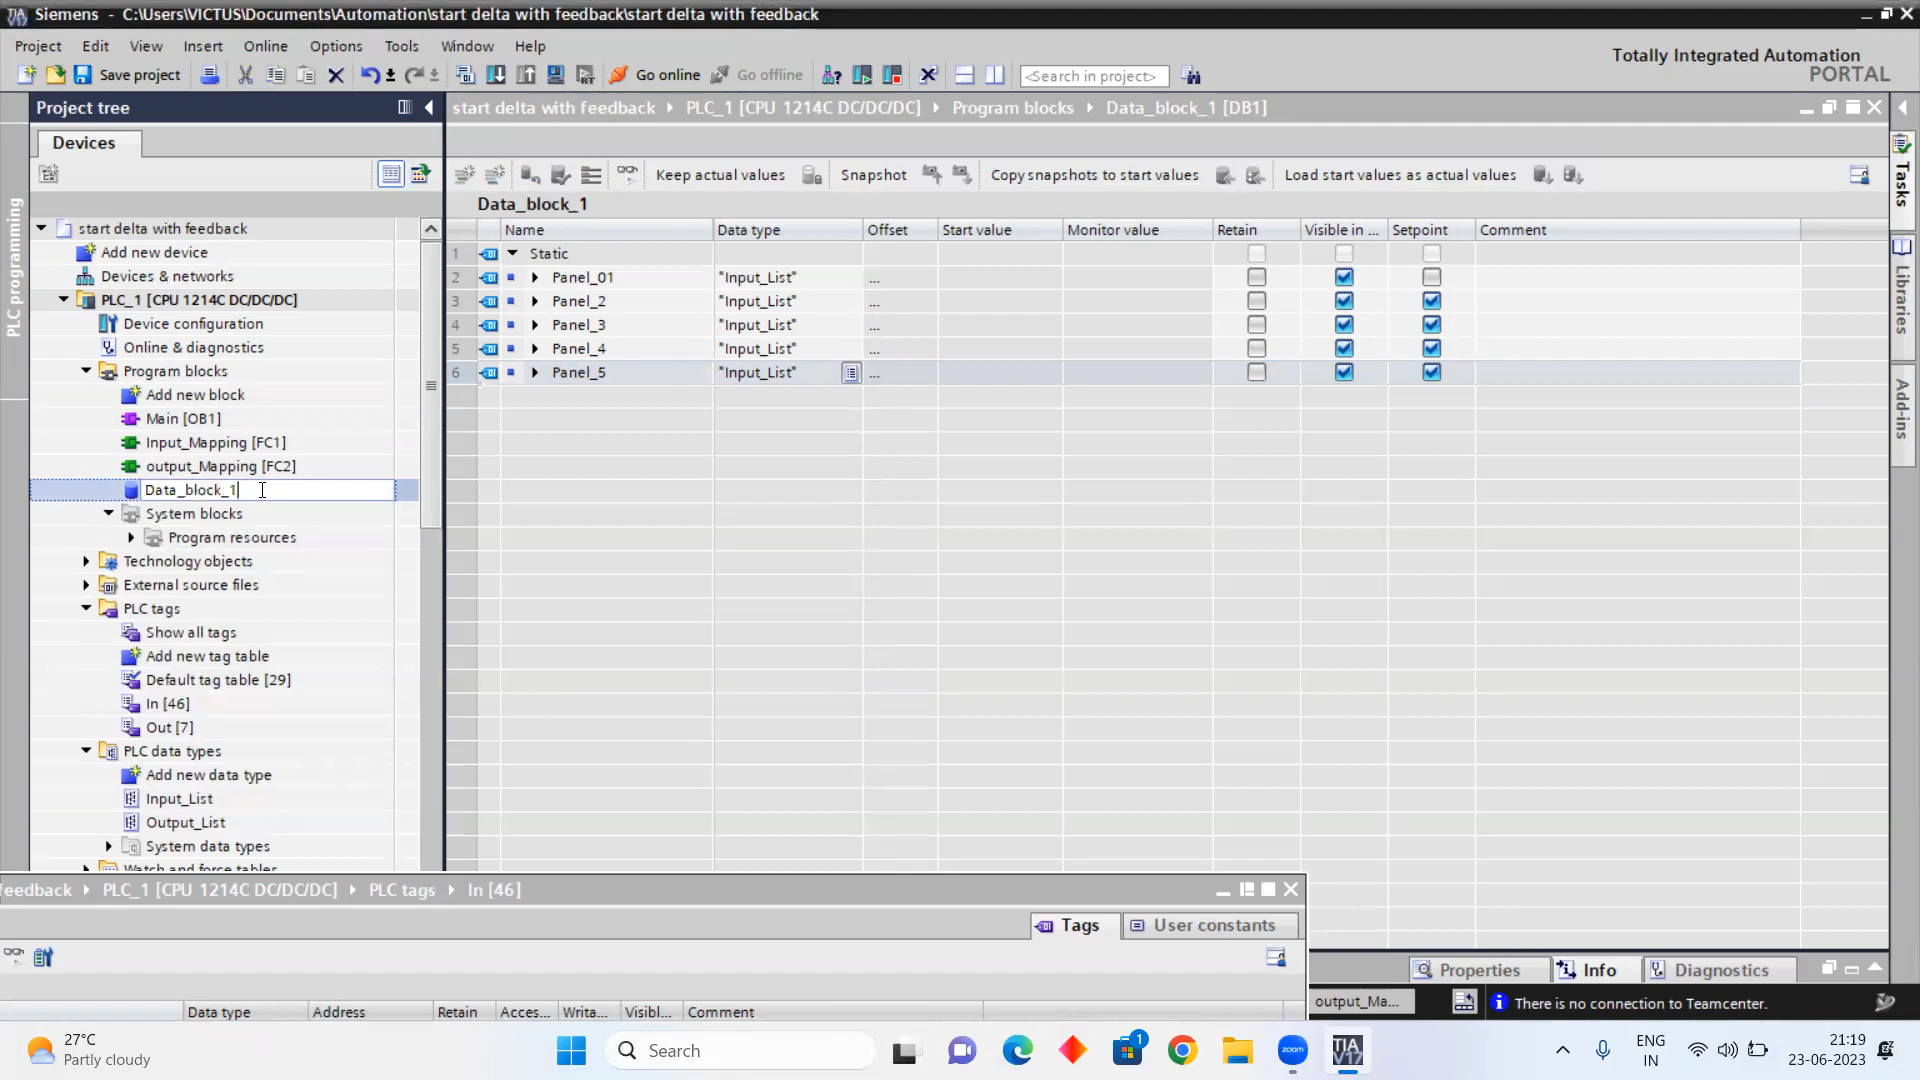 Siemens - C:\Users\VICTUS\Documents\Automation\start delta with feedback\start delta with feedback
Project Edit View Insert Online Options Tools Window Help
Totally Integrated Automation
PORTAL
Save project Go online Go offline <Search in project>
Project tree
start delta with feedback PLC_1 [CPU 1214C DC/DC/DC] Program blocks Data_block_1 [DB1]
Devices
Keep actual values Snapshot Copy snapshots to start values Load start values as actual values
PLC programming
Tasks
Libraries
Add-ins
Data_block_1
Name Data type Offset Start value Monitor value Retain Visible in ... Setpoint Comment
1 Static
2 Panel_01 "Input_List" ...
3 Panel_2 "Input_List" ...
4 Panel_3 "Input_List" ...
5 Panel_4 "Input_List" ...
6 Panel_5 "Input_List" ...
start delta with feedback
Add new device
Devices & networks
PLC_1 [CPU 1214C DC/DC/DC]
Device configuration
Online & diagnostics
Program blocks
Add new block
Main [OB1]
Input_Mapping [FC1]
output_Mapping [FC2]
Data_block_1
System blocks
Program resources
Technology objects
External source files
PLC tags
Show all tags
Add new tag table
Default tag table [29]
In [46]
Out [7]
PLC data types
Add new data type
Input_List
Output_List
System data types
Watch and force tables
feedback PLC_1 [CPU 1214C DC/DC/DC] PLC tags In [46]
Tags User constants
Data type Address Retain Acces... Writa... Visibl... Comment
Properties Info Diagnostics
output_Ma... There is no connection to Teamcenter.
27°C
Partly cloudy
Search
1
zoom
TIA
V17
ENG
IN
21:19
23-06-2023